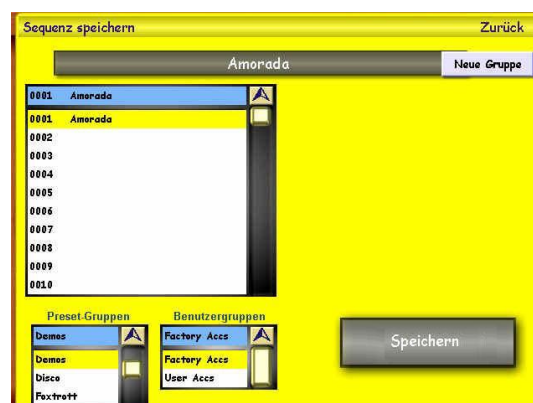 Sequenz speichern
Zurück
Amorada
Neue Gruppe
0001 Amorada
0001 Amorada
0002
0003
0004
0005
0006
0007
0008
0009
0010
Preset-Gruppen
Benutzergruppen
Demos
Factory Accs
Demos
Factory Accs
Disco
User Accs
Foxtrott
Speichern